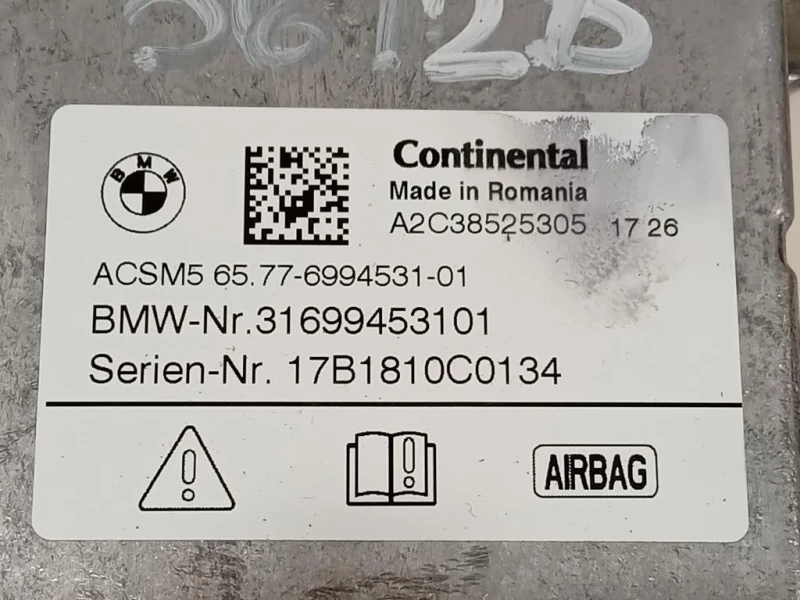 BMW
Continental
Made in Romania
A2C38525305 17 26
ACSM5 65.77-6994531-01
BMW-Nr.31699453101
Serien-Nr. 17B1810C0134
AIRBAG